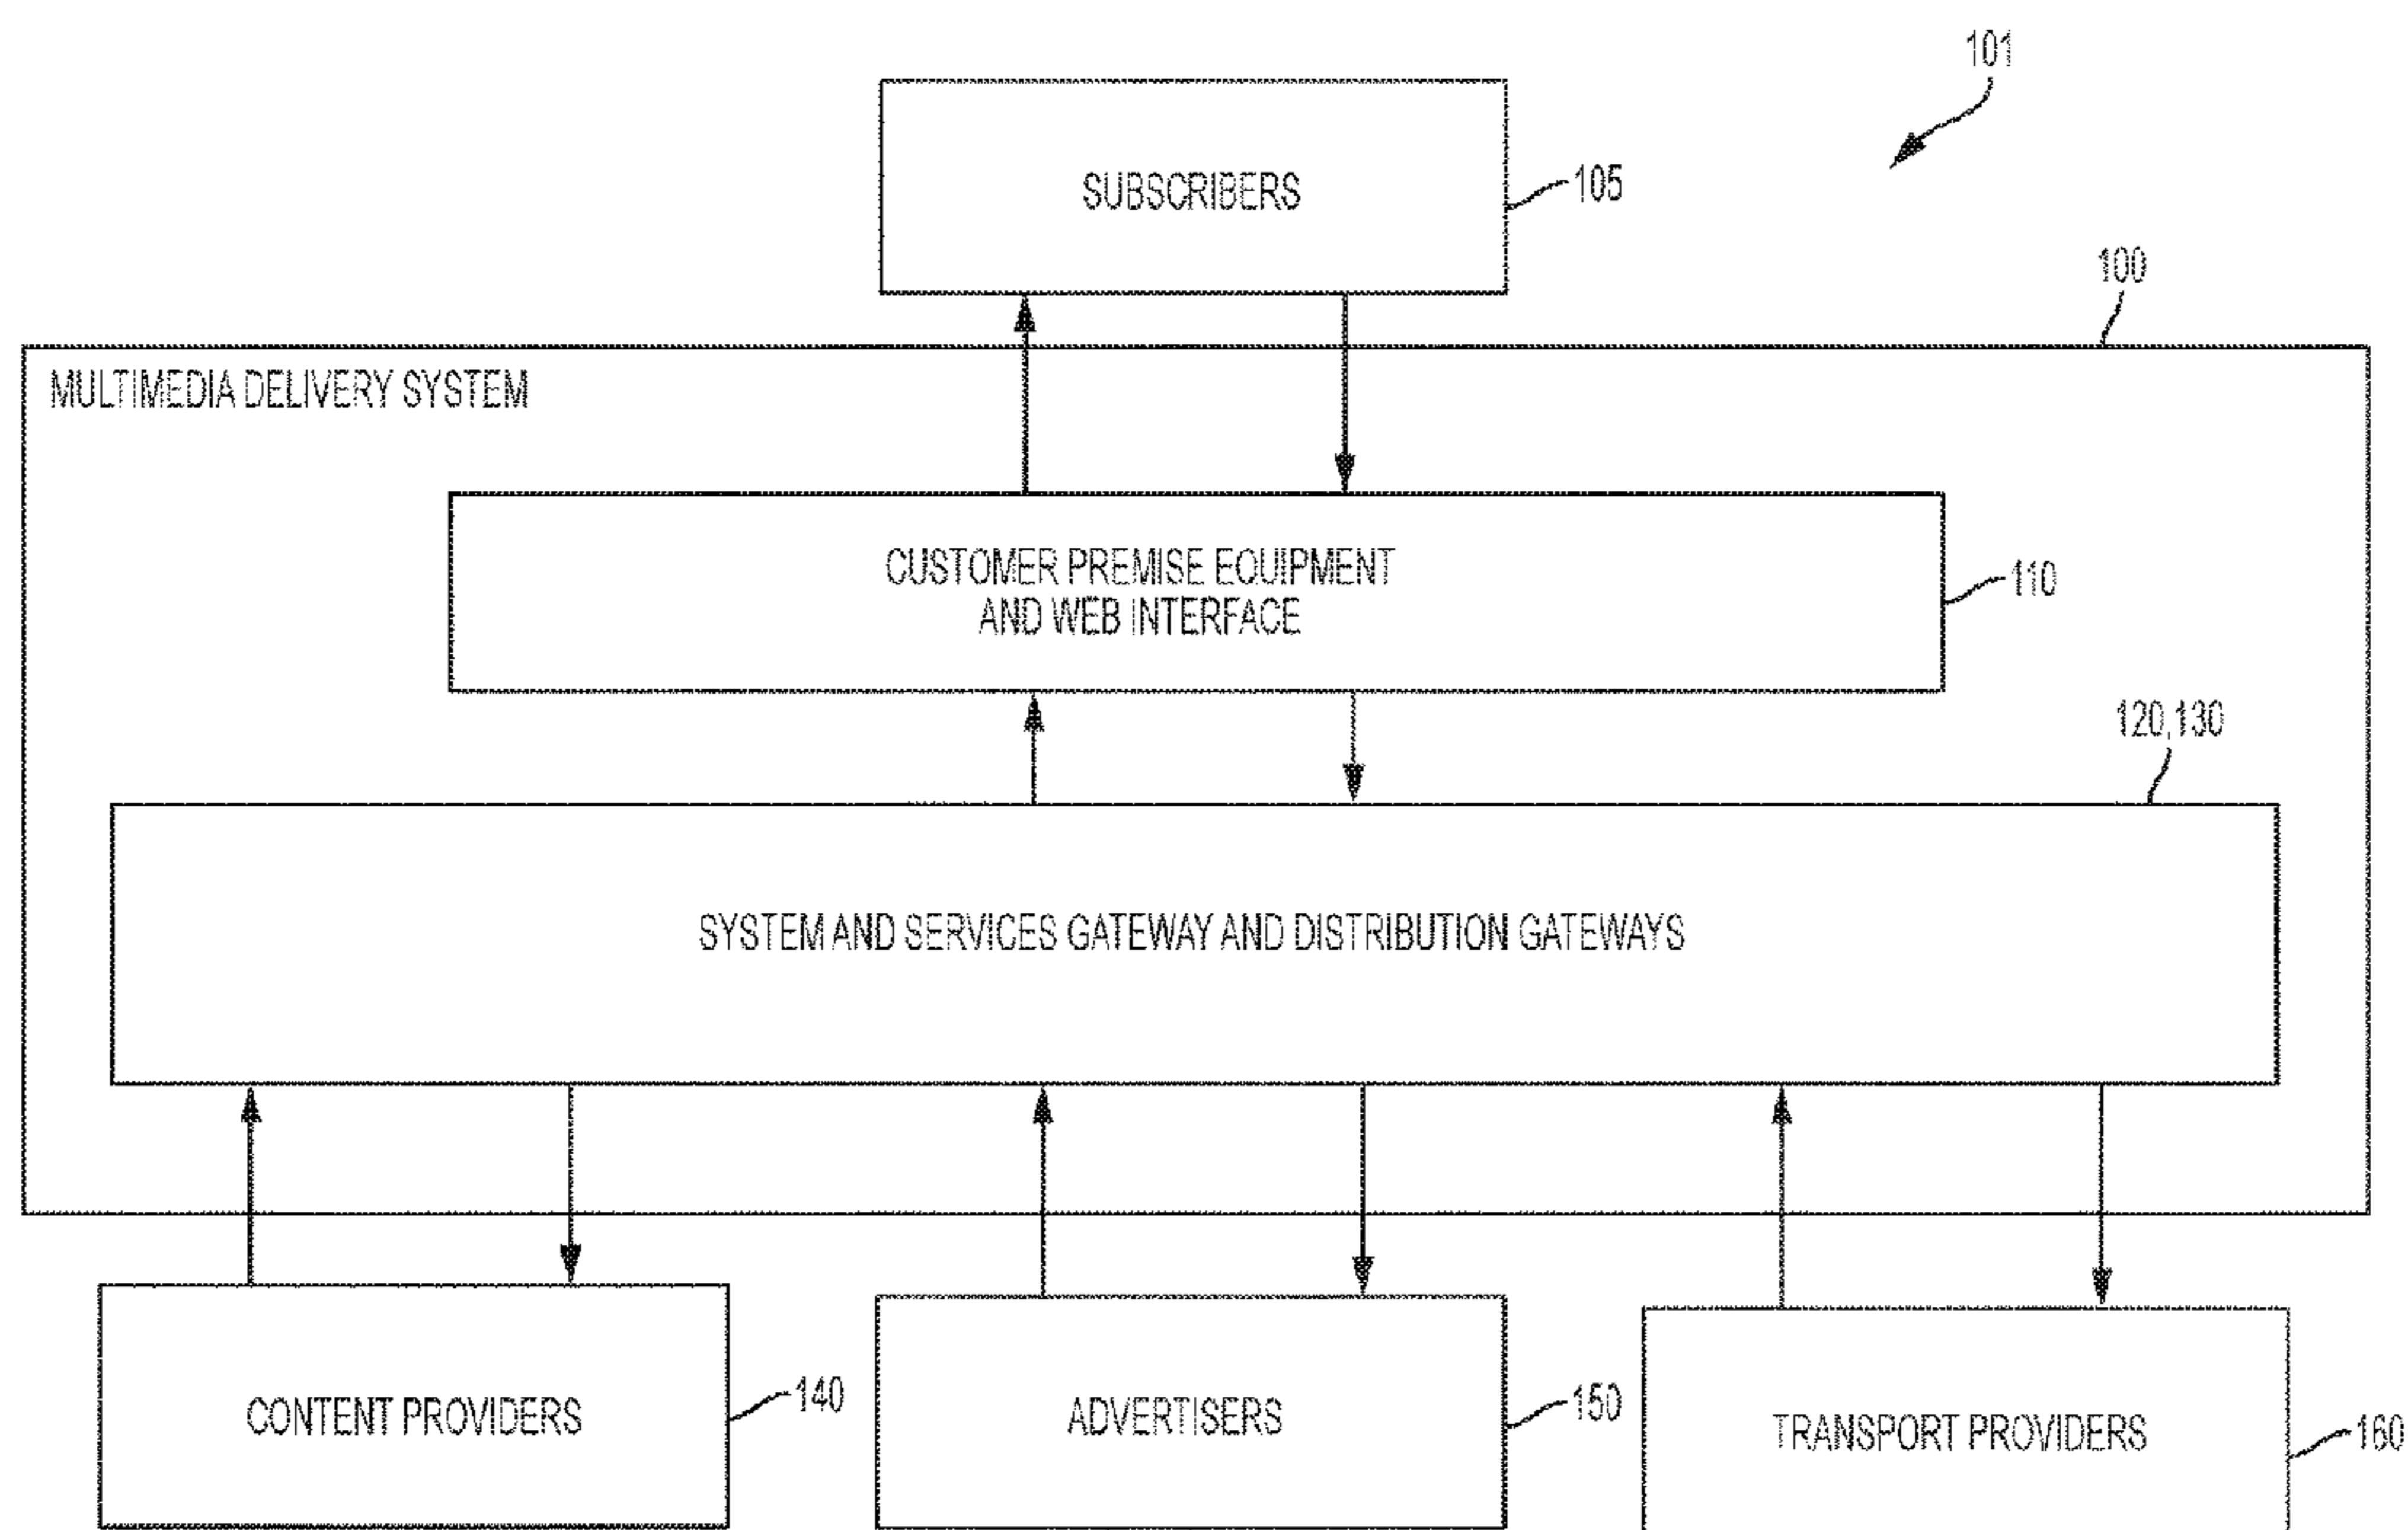 101
SUBSCRIBERS
105
100
MULTIMEDIA DELIVERY SYSTEM
CUSTOMER PREMISE EQUIPMENT
AND WEB INTERFACE
110
120,130
SYSTEM AND SERVICES GATEWAY AND DISTRIBUTION GATEWAYS
CONTENT PROVIDERS
140
ADVERTISERS
150
TRANSPORT PROVIDERS
160